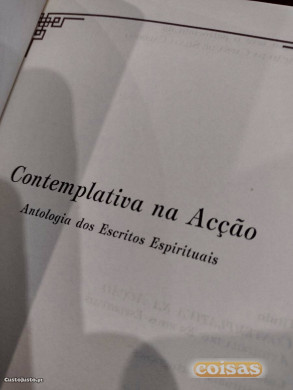 Contemplativa na Acção
Antologia dos Escritos Espirituais
CustoJusto.pt
coisas